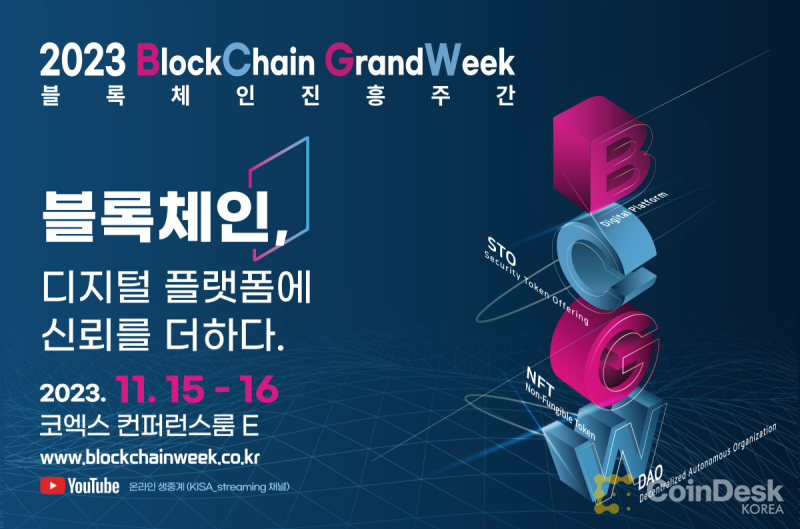 2023 BlockChain GrandWeek
블록체인진흥주간
블록체인,
디지털 플랫폼에
신뢰를 더하다.
2023. 11. 15 - 16
코엑스 컨퍼런스룸 E
www.blockchainweek.co.kr
YouTube 온라인 생중계 (KISA_streaming 채널)
B
Digital Platform
C
STO
Security Token Offering
G
NFT
Non-Fungible Token
W
DAO
Decentralized Autonomous Organization
CoinDesk
KOREA